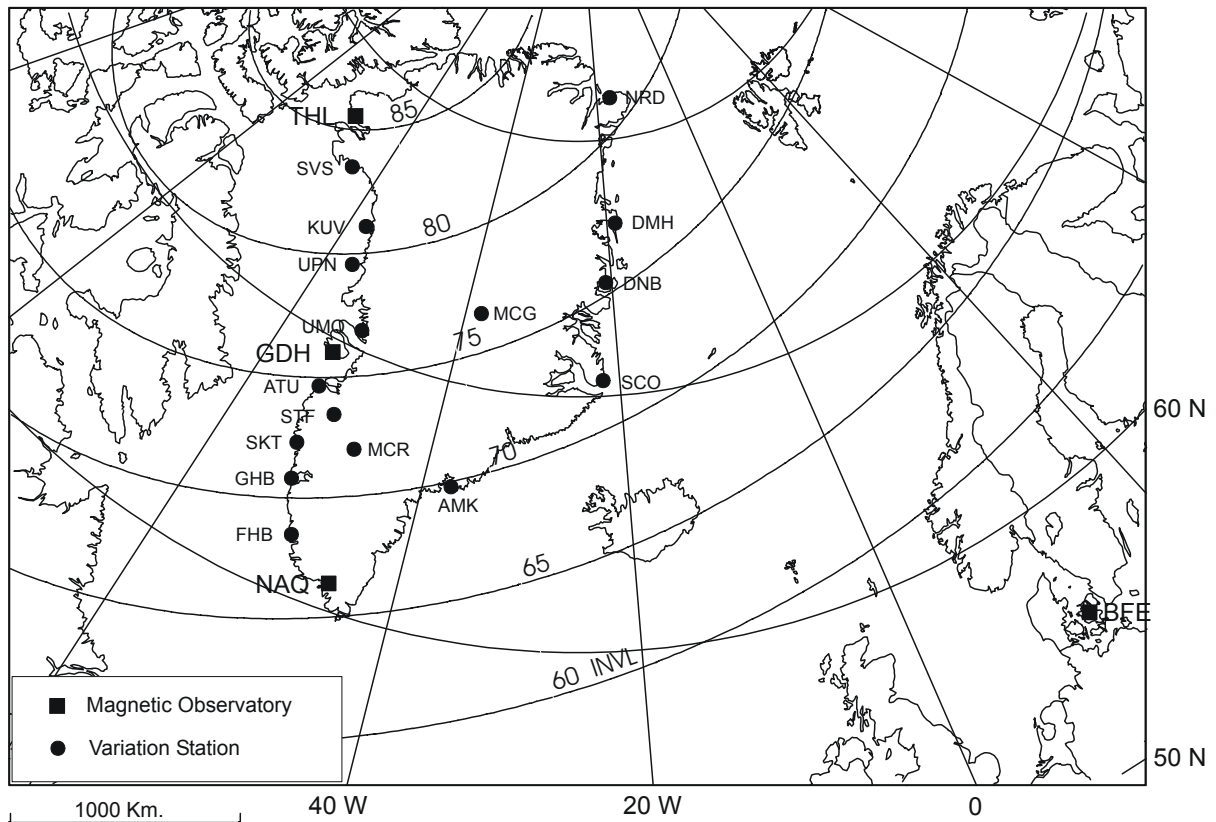 NRD
THL
85
SVS
KUV
80
DMH
UPN
DNB
MCG
UMQ
75
GDH
SCO
ATU
STF
60 N
SKT
MCR
70
GHB
AMK
FHB
65
NAQ
BFE
60 INVL
Magnetic Observatory
Variation Station
50 N
1000 Km.
40 W
20 W
0